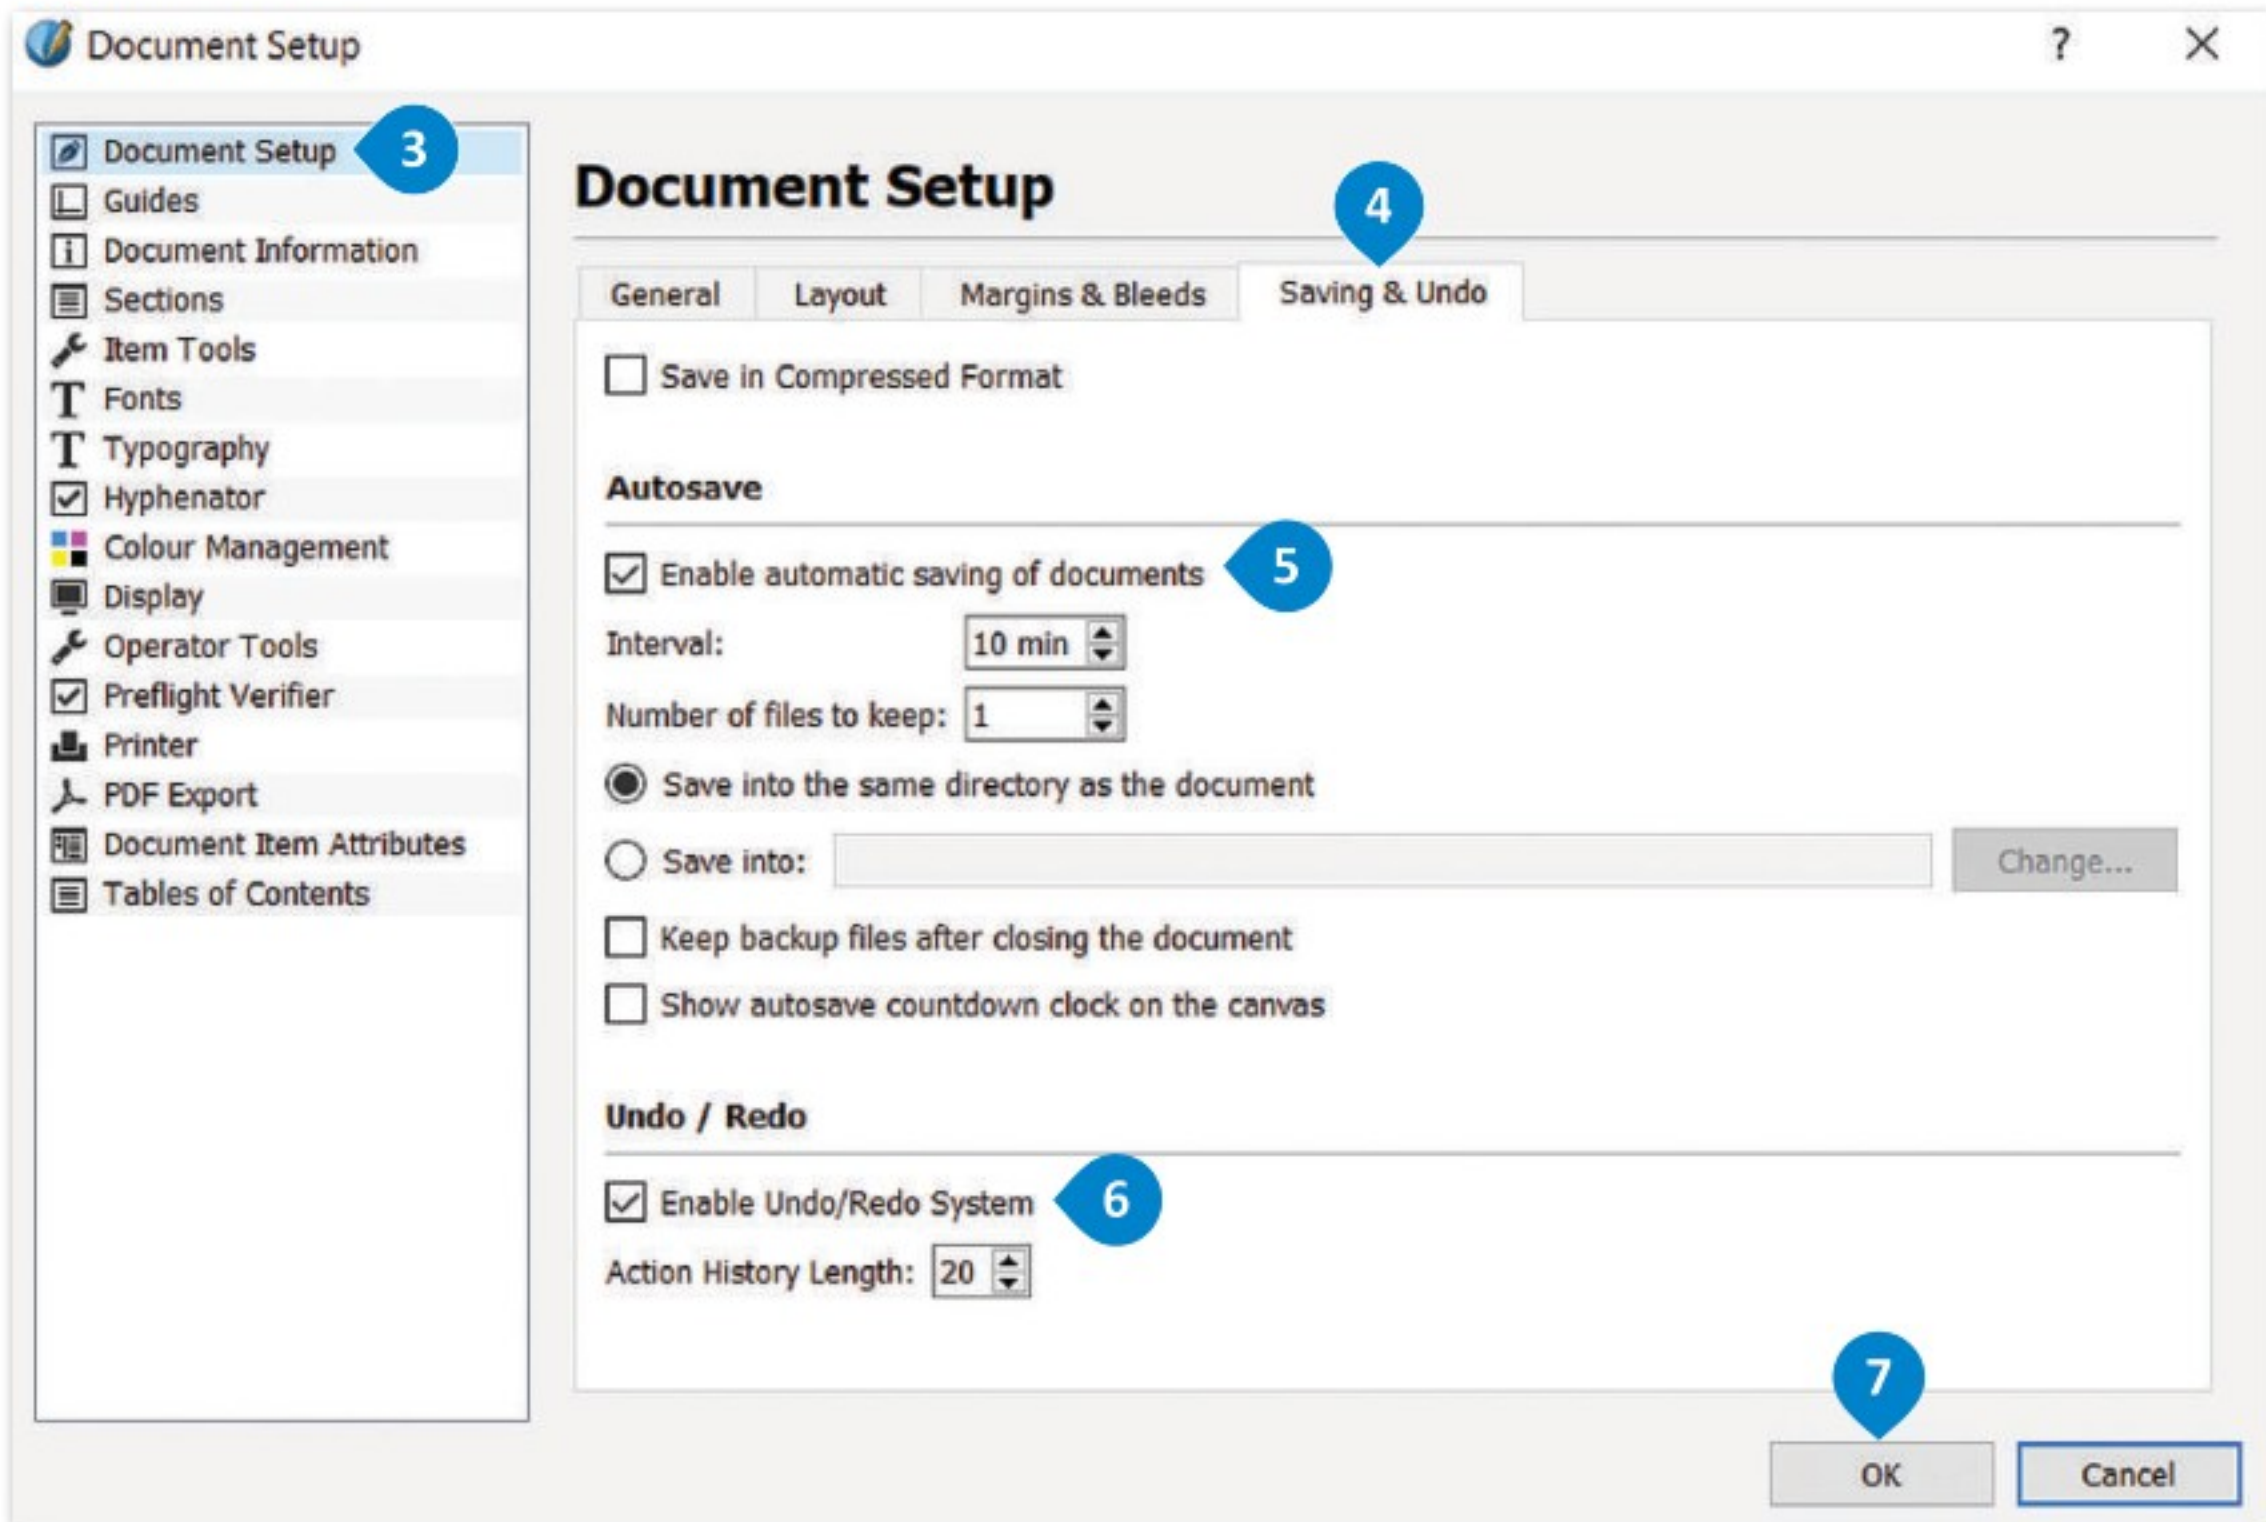 Document Setup
?
Document Setup
3
Guides
Document Information
Sections
Item Tools
Fonts
Typography
Hyphenator
Colour Management
Display
Operator Tools
Preflight Verifier
Printer
PDF Export
Document Item Attributes
Tables of Contents
Document Setup
4
General Layout Margins & Bleeds Saving & Undo
Save in Compressed Format
Autosave
Enable automatic saving of documents 5
Interval: 10 min
Number of files to keep: 1
Save into the same directory as the document
Save into: Change...
Keep backup files after closing the document
Show autosave countdown clock on the canvas
Undo / Redo
Enable Undo/Redo System 6
Action History Length: 20
7
OK Cancel